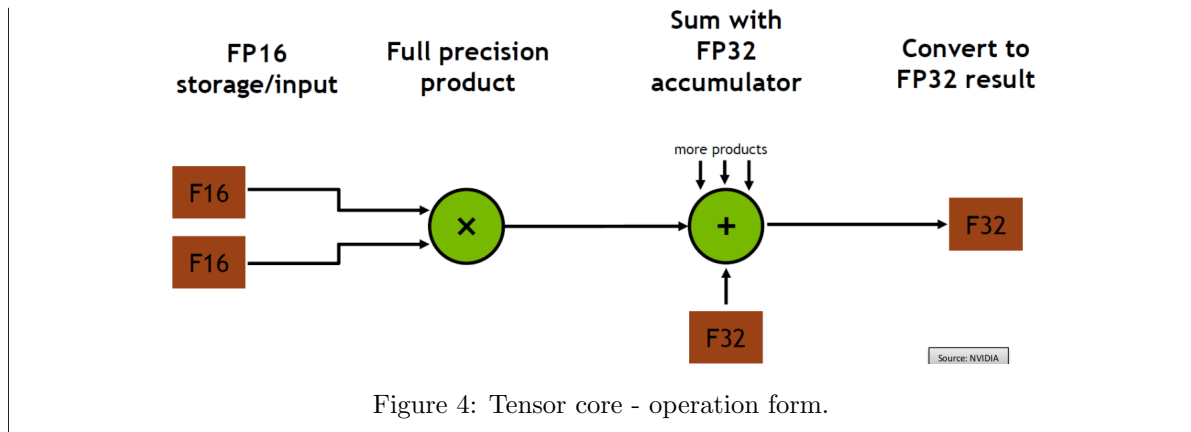 FP16
storage/input
Full precision
product
Sum with
FP32
accumulator
Convert to
FP32 result
more products
F16
F16
×
+
F32
F32
Source: NVIDIA
Figure 4: Tensor core - operation form.